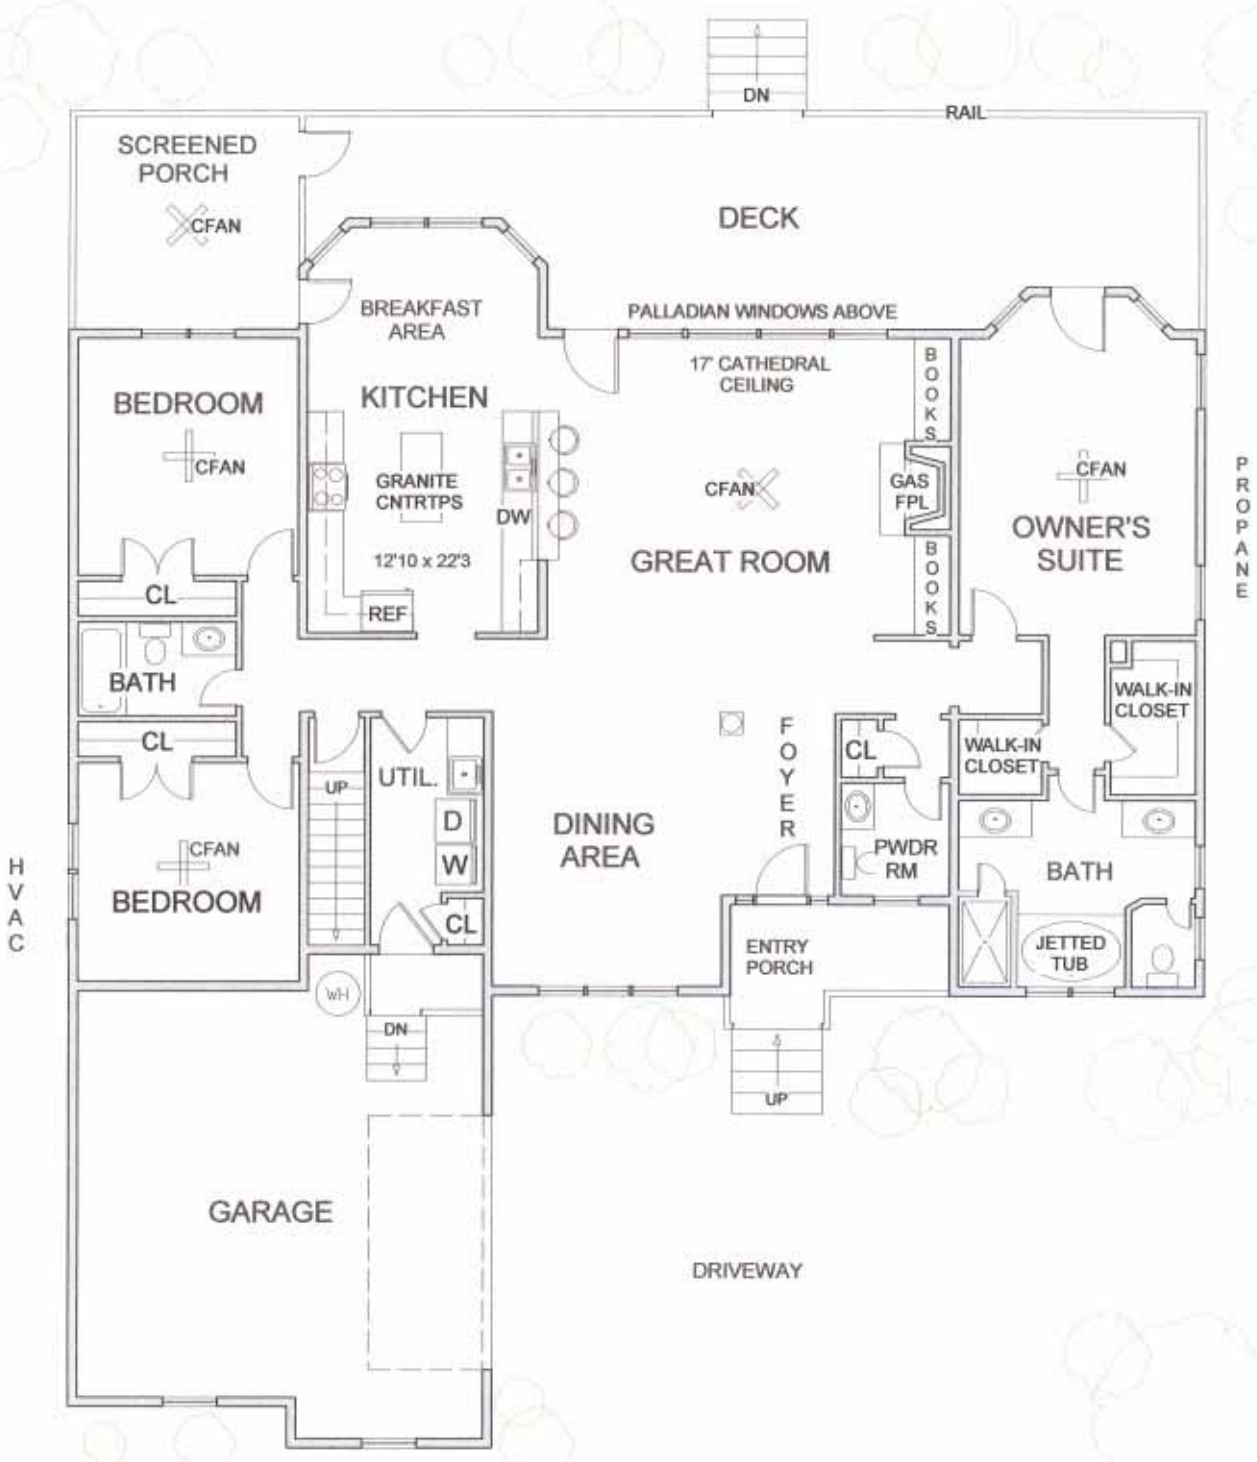 DN
RAIL
SCREENED
PORCH
CFAN
DECK
BREAKFAST
AREA
PALLADIAN WINDOWS ABOVE
17' CATHEDRAL
CEILING
BOOKS
BEDROOM
CFAN
KITCHEN
GRANITE
CNTRTPS
DW
12'10 x 22'3
REF
CFAN
GREAT ROOM
GAS
FPL
BOOKS
CFAN
OWNER'S
SUITE
PROPANE
CL
BATH
CL
WALK-IN
CLOSET
WALK-IN
CLOSET
CL
FOYER
UP
UTIL.
D
W
CL
DINING
AREA
PWDR
RM
BATH
CFAN
BEDROOM
HVAC
ENTRY
PORCH
JETTED
TUB
WH
DN
UP
GARAGE
DRIVEWAY